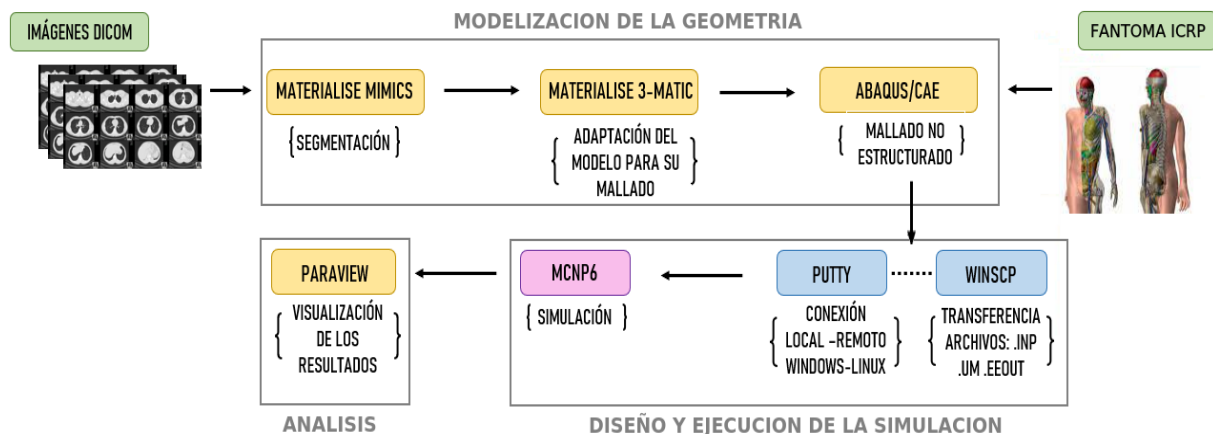 MODELIZACION DE LA GEOMETRIA
IMÁGENES DICOM
FANTOMA ICRP
MATERIALISE MIMICS
{SEGMENTACIÓN}
MATERIALISE 3-MATIC
{ADAPTACIÓN DEL
MODELO PARA SU
MALLADO}
ABAQUS/CAE
{MALLADO NO
ESTRUCTURADO}
PARAVIEW
{VISUALIZACIÓN
DE LOS
RESULTADOS}
MCNP6
{SIMULACIÓN}
PUTTY
{CONEXIÓN
LOCAL -REMOTO
WINDOWS-LINUX}
WINSCP
{TRANSFERENCIA
ARCHIVOS: .INP
.UM .EEOUT}
ANALISIS
DISEÑO Y EJECUCION DE LA SIMULACION